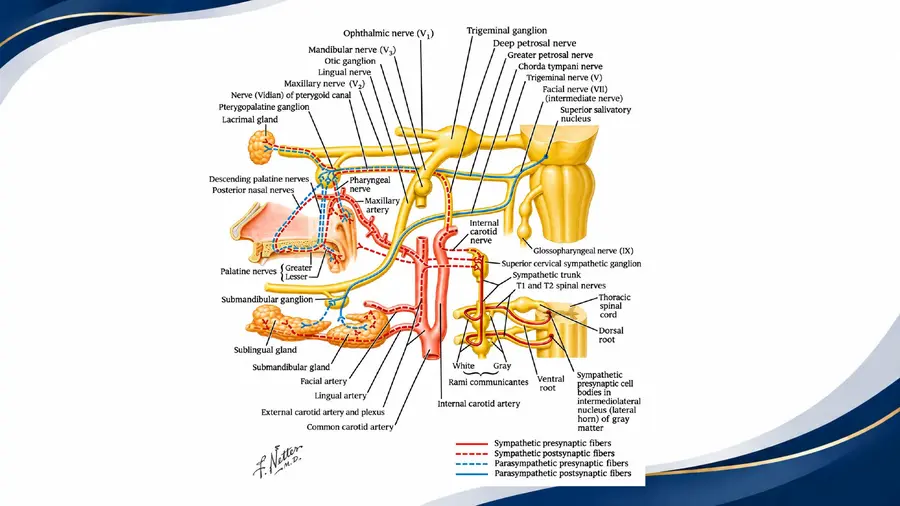 Ophthalmic nerve (V1)
Mandibular nerve (V3)
Otic ganglion
Lingual nerve
Maxillary nerve (V2)
Nerve (Vidian) of pterygoid canal
Pterygopalatine ganglion
Lacrimal gland
Trigeminal ganglion
Deep petrosal nerve
Greater petrosal nerve
Chorda tympani nerve
Trigeminal nerve (V)
Facial nerve (VII)
(intermediate nerve)
Superior salivatory
nucleus
Descending palatine nerves
Posterior nasal nerves
Pharyngeal
nerve
Maxillary
artery
Internal
carotid
nerve
Glossopharyngeal nerve (IX)
Superior cervical sympathetic ganglion
Sympathetic trunk
T1 and T2 spinal nerves
Palatine nerves { Greater
Lesser
Submandibular ganglion
Thoracic
spinal
cord
Dorsal
root
Sublingual gland
Submandibular gland
Facial artery
Lingual artery
External carotid artery and plexus
Common carotid artery
Internal carotid artery
White Gray
Rami communicantes
Ventral
root
Sympathetic
presynaptic cell
bodies in
intermediolateral
nucleus (lateral
horn) of gray
matter
F. Netter
M.D.
Sympathetic presynaptic fibers
Sympathetic postsynaptic fibers
Parasympathetic presynaptic fibers
Parasympathetic postsynaptic fibers